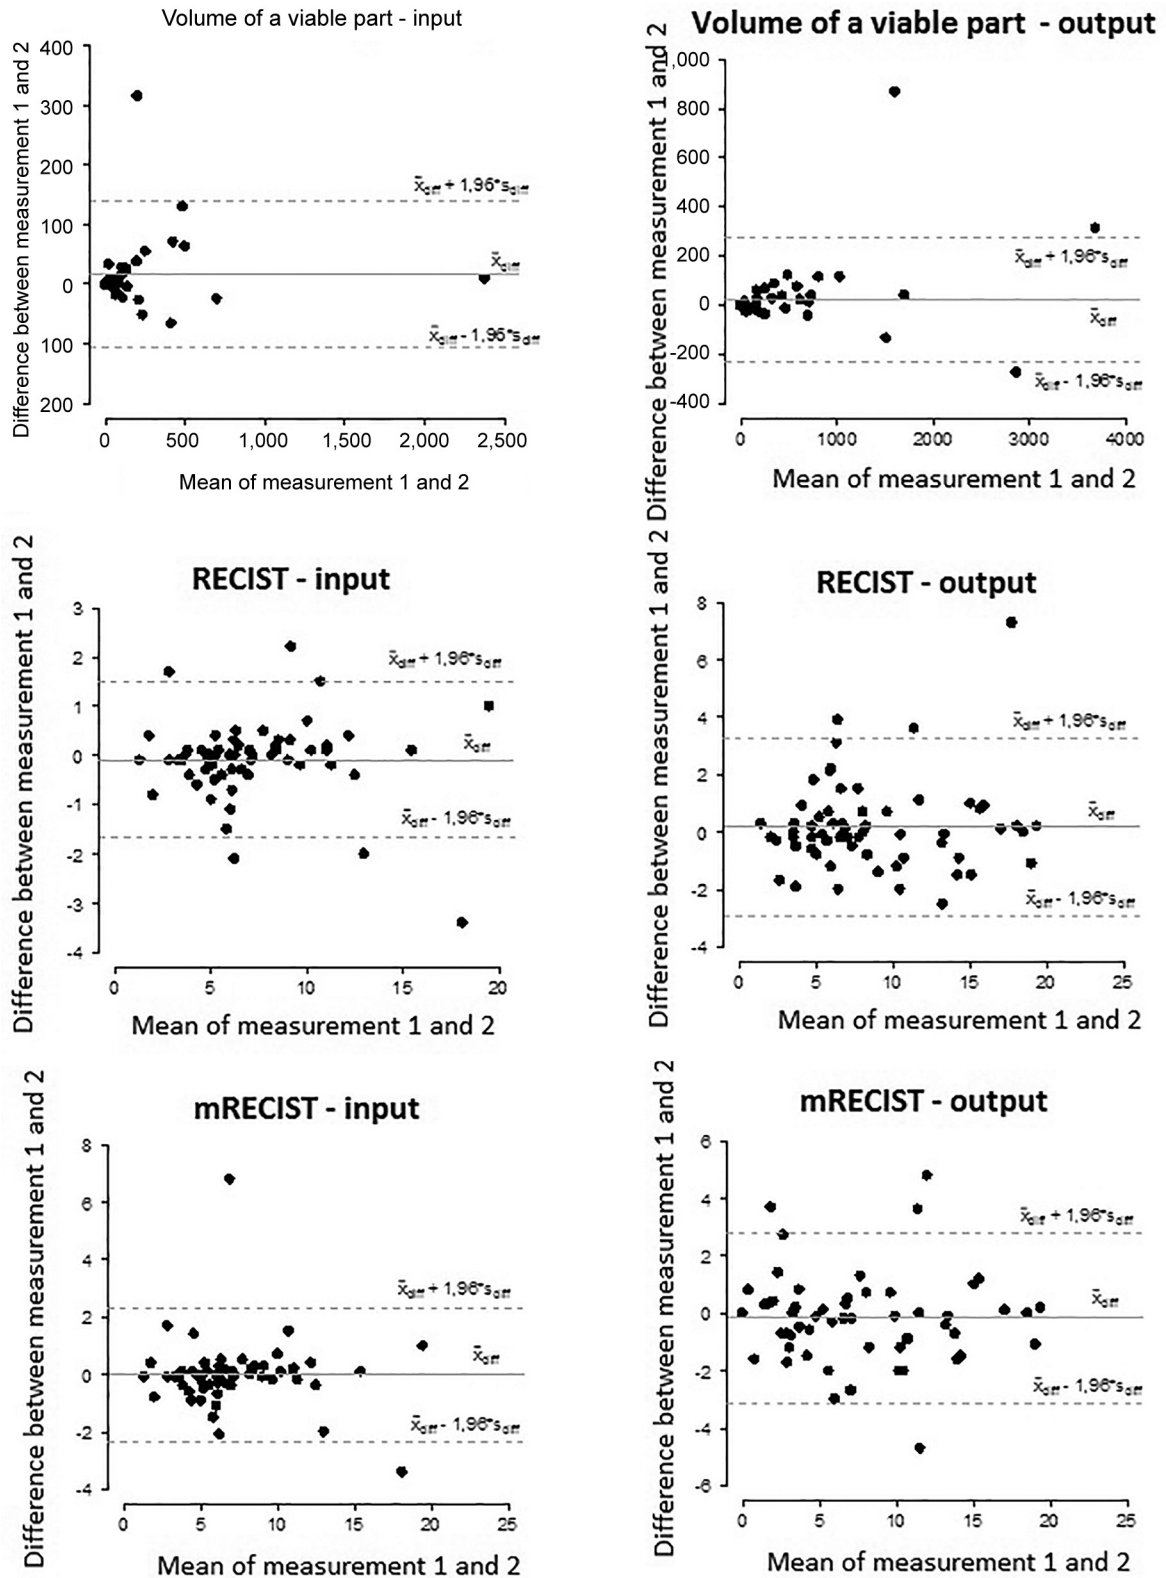 Volume of a viable part - input
Difference between measurement 1 and 2
400
300
200
100
0
100
200
x̄diff + 1,96*sdiff
x̄diff
x̄diff - 1,96*sdiff
0 500 1,000 1,500 2,000 2,500
Mean of measurement 1 and 2
Volume of a viable part - output
Difference between measurement 1 and 2
1,000
800
600
400
200
0
-200
-400
x̄diff + 1,96*sdiff
x̄diff
x̄diff - 1,96*sdiff
0 1000 2000 3000 4000
Mean of measurement 1 and 2
RECIST - input
Difference between measurement 1 and 2
3
2
1
0
-1
-2
-3
-4
x̄diff + 1,96*sdiff
x̄diff
x̄diff - 1,96*sdiff
0 5 10 15 20
Mean of measurement 1 and 2
RECIST - output
Difference between measurement 1 and 2
8
6
4
2
0
-2
-4
x̄diff + 1,96*sdiff
x̄diff
x̄diff - 1,96*sdiff
0 5 10 15 20 25
Mean of measurement 1 and 2
mRECIST - input
Difference between measurement 1 and 2
8
6
4
2
0
-2
-4
x̄diff + 1,96*sdiff
x̄diff
x̄diff - 1,96*sdiff
0 5 10 15 20 25
Mean of measurement 1 and 2
mRECIST - output
Difference between measurement 1 and 2
6
4
2
0
-2
-4
-6
x̄diff + 1,96*sdiff
x̄diff
x̄diff - 1,96*sdiff
0 5 10 15 20 25
Mean of measurement 1 and 2